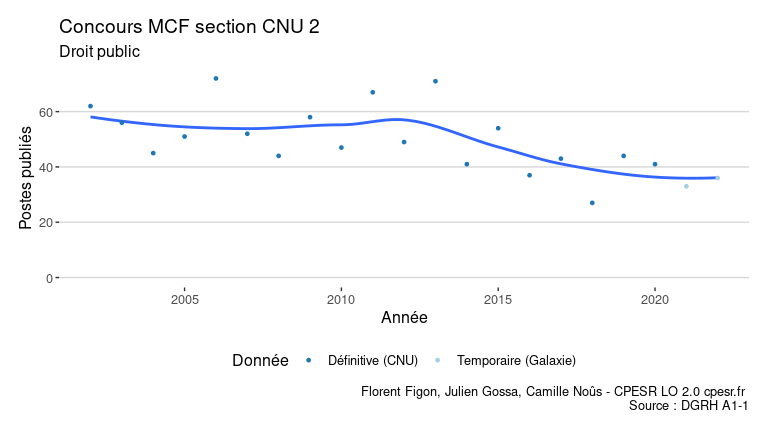 Concours MCF section CNU 2
Droit public
Postes publiés
60
40
20
0
2005 2010 2015 2020
Année
Donnée Définitive (CNU) Temporaire (Galaxie)
Florent Figon, Julien Gossa, Camille Noûs - CPESR LO 2.0 cpesr.fr
Source : DGRH A1-1